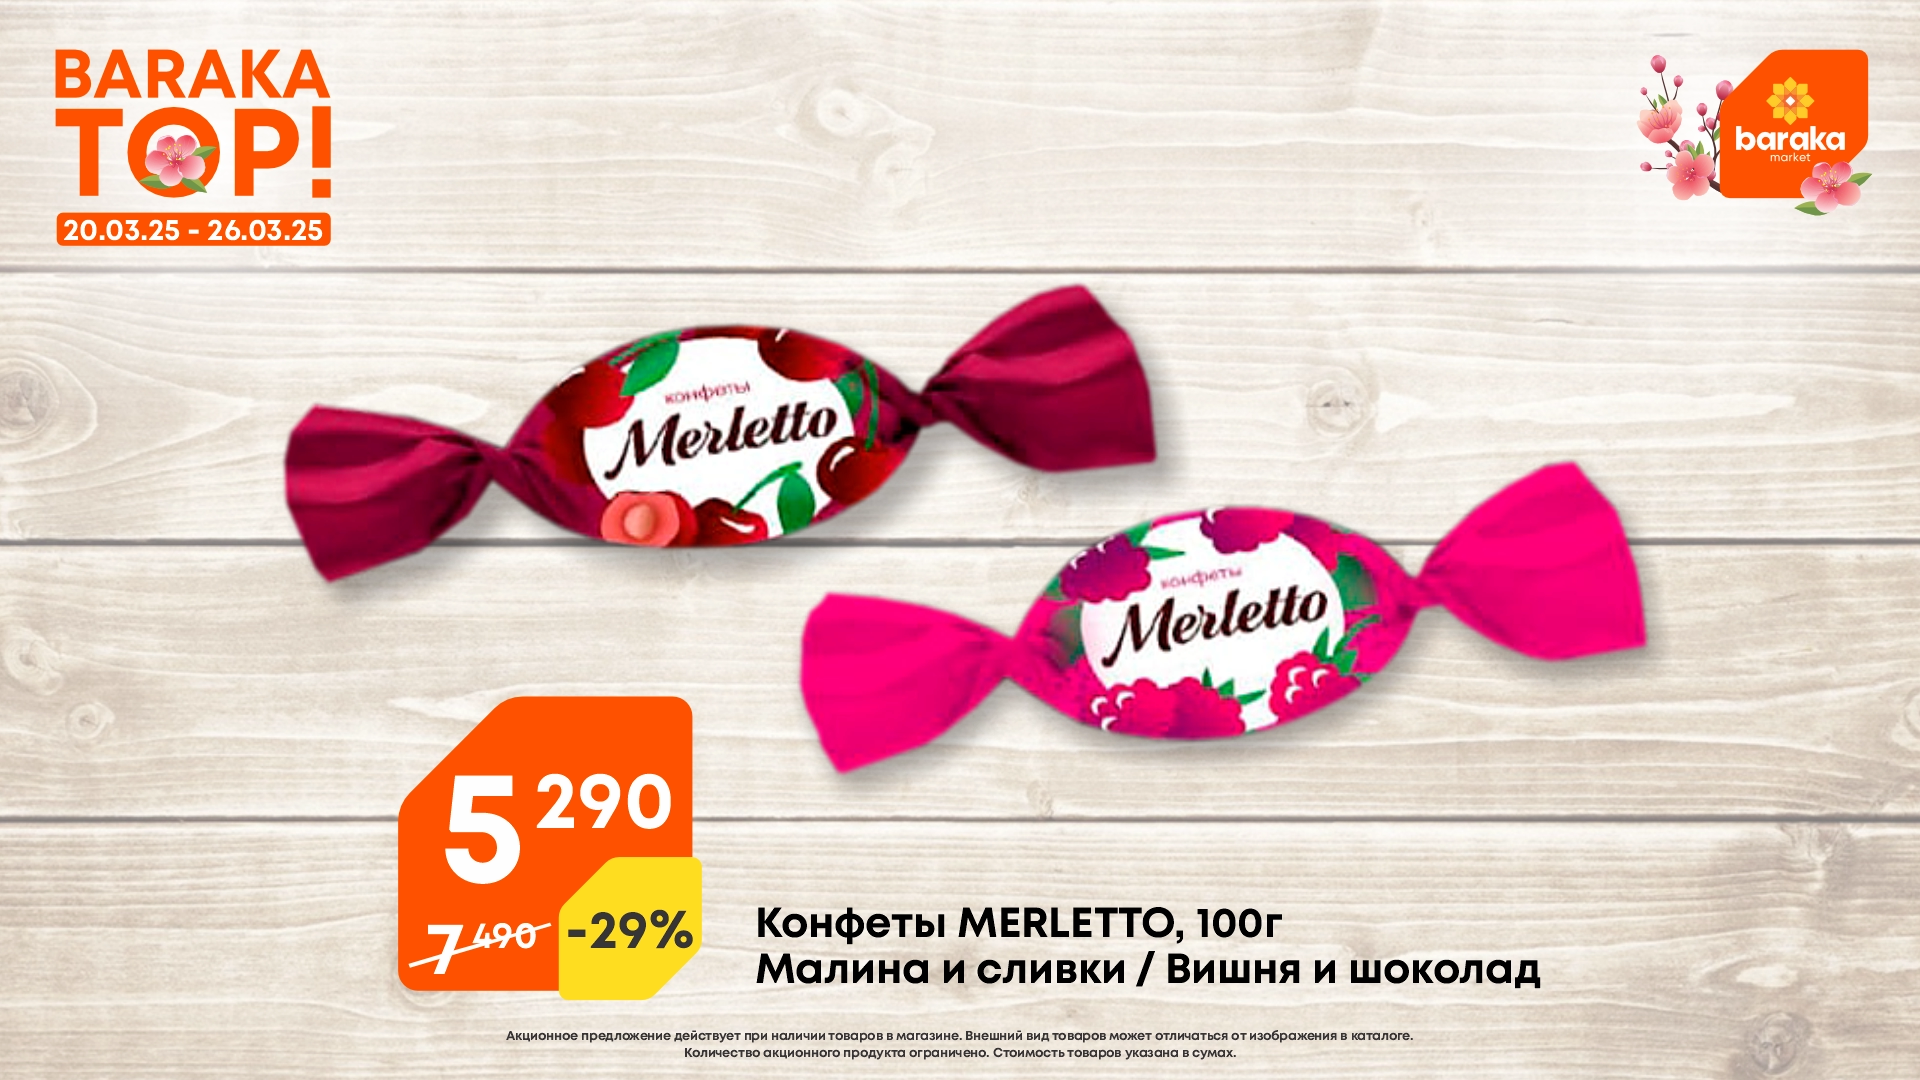 BARAKA
TOP!
20.03.25 - 26.03.25
baraka
market
конфеты
Merletto
конфеты
Merletto
5 290
7 490
-29%
Конфеты MERLETTO, 100г
Малина и сливки / Вишня и шоколад
Акционное предложение действует при наличии товаров в магазине. Внешний вид товаров может отличаться от изображения в каталоге.
Количество акционного продукта ограничено. Стоимость товаров указана в сумах.